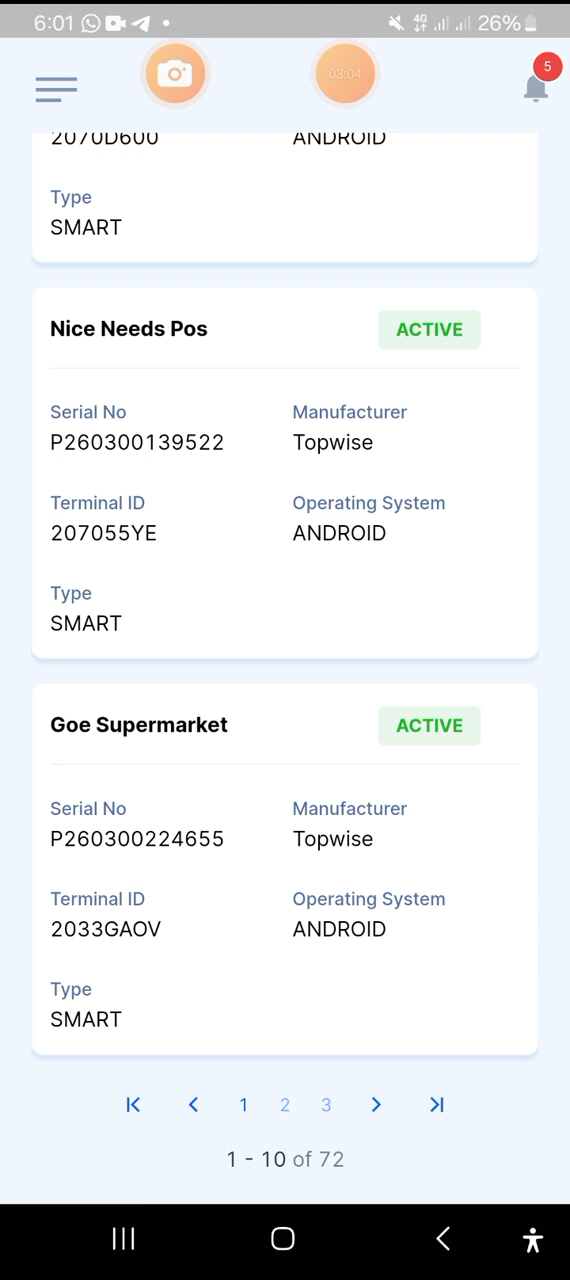 6:01 4G 26%
03:04
5
2070D600 ANDROID
Type
SMART
Nice Needs Pos ACTIVE
Serial No Manufacturer
P260300139522 Topwise
Terminal ID Operating System
207055YE ANDROID
Type
SMART
Goe Supermarket ACTIVE
Serial No Manufacturer
P260300224655 Topwise
Terminal ID Operating System
2033GAOV ANDROID
Type
SMART
1 2 3
1 - 10 of 72